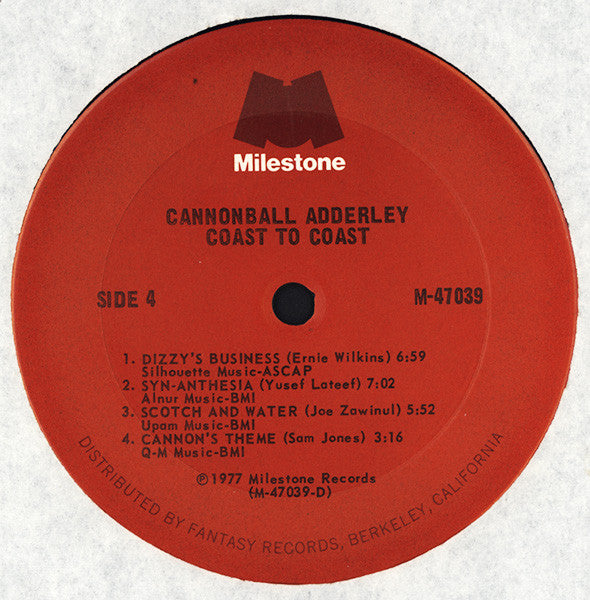 Milestone
CANNONBALL ADDERLEY
COAST TO COAST
SIDE 4
M-47039
1. DIZZY'S BUSINESS (Ernie Wilkins) 6:59
Silhouette Music-ASCAP
2. SYN-ANTHESIA (Yusef Lateef) 7:02
Alnur Music-BMI
3. SCOTCH AND WATER (Joe Zawinul) 5:52
Upam Music-BMI
4. CANNON'S THEME (Sam Jones) 3:16
Q-M Music-BMI
℗1977 Milestone Records
(M-47039-D)
DISTRIBUTED BY FANTASY RECORDS, BERKELEY, CALIFORNIA